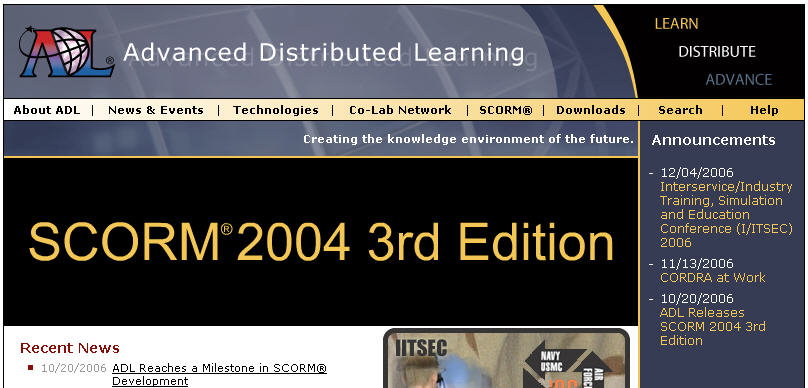 ADL® Advanced Distributed Learning
LEARN
DISTRIBUTE
ADVANCE
About ADL | News & Events | Technologies | Co-Lab Network | SCORM® | Downloads | Search | Help
Creating the knowledge environment of the future.
SCORM® 2004 3rd Edition
Announcements
- 12/04/2006
Interservice/Industry
Training, Simulation
and Education
Conference (I/ITSEC)
2006
- 11/13/2006
CORDRA at Work
- 10/20/2006
ADL Releases
SCORM 2004 3rd
Edition
Recent News
10/20/2006 ADL Reaches a Milestone in SCORM®
Development
IITSEC
NAVY
USMC
AIR
FORCE